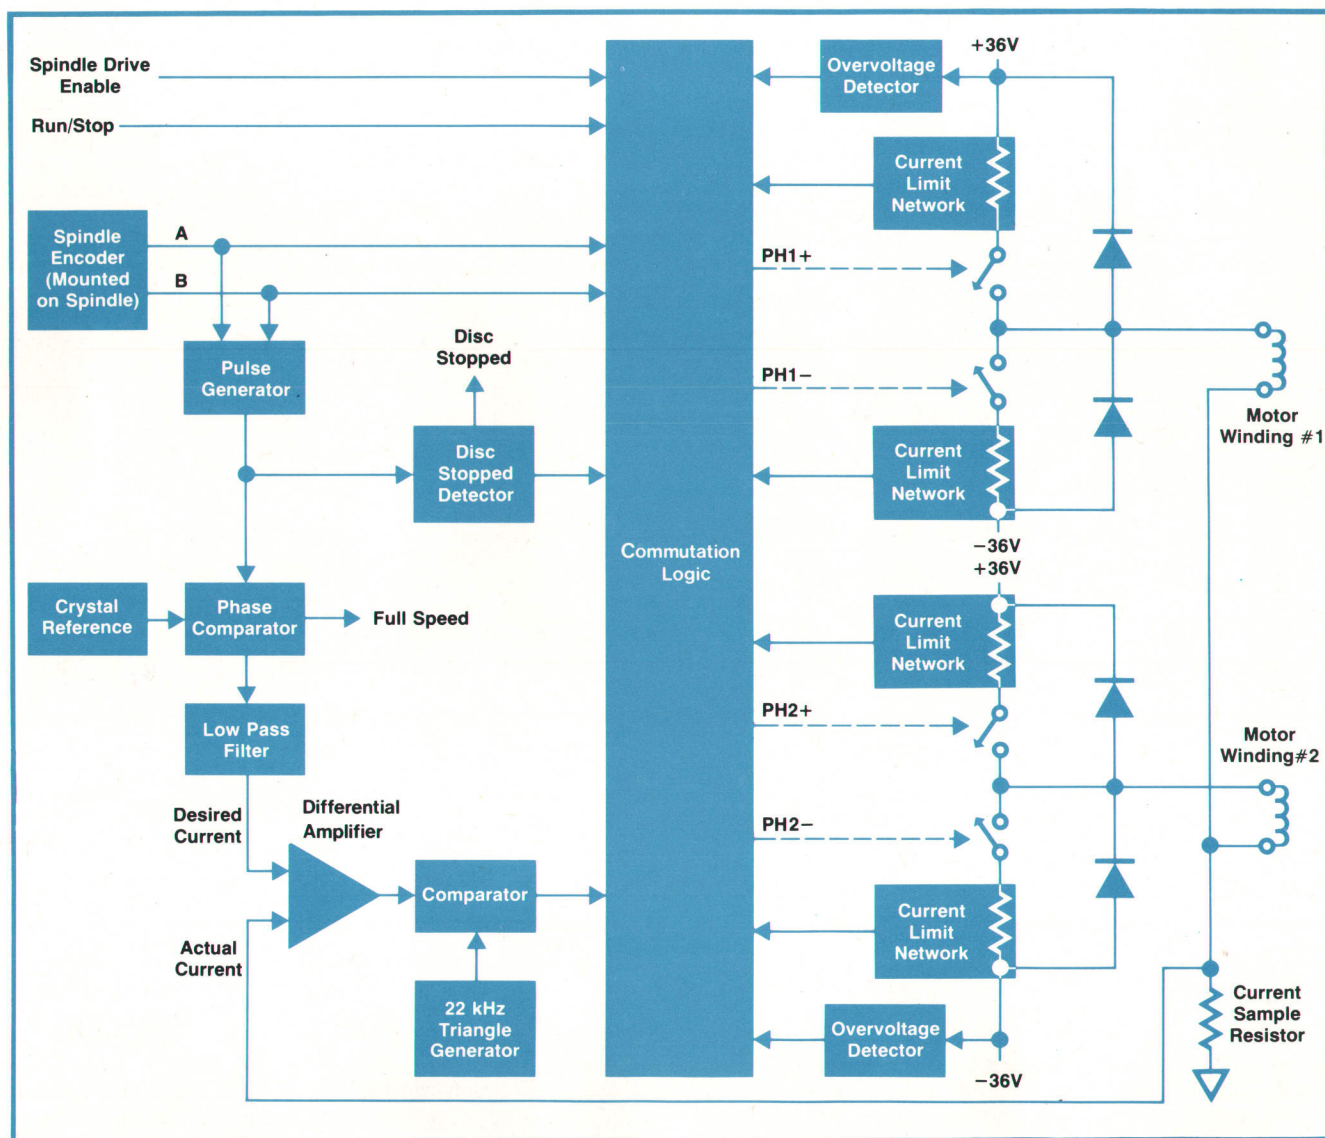 Spindle Drive
Enable
Run/Stop
Spindle
Encoder
(Mounted
on Spindle)
A
B
Pulse
Generator
Disc
Stopped
Disc
Stopped
Detector
Crystal
Reference
Phase
Comparator
Full Speed
Low Pass
Filter
Desired
Current
Differential
Amplifier
Actual
Current
Comparator
22 kHz
Triangle
Generator
Commutation
Logic
+36V
Overvoltage
Detector
Current
Limit
Network
PH1+
PH1−
Current
Limit
Network
−36V
Motor
Winding #1
+36V
Current
Limit
Network
PH2+
PH2−
Motor
Winding#2
Current
Limit
Network
Overvoltage
Detector
−36V
Current
Sample
Resistor